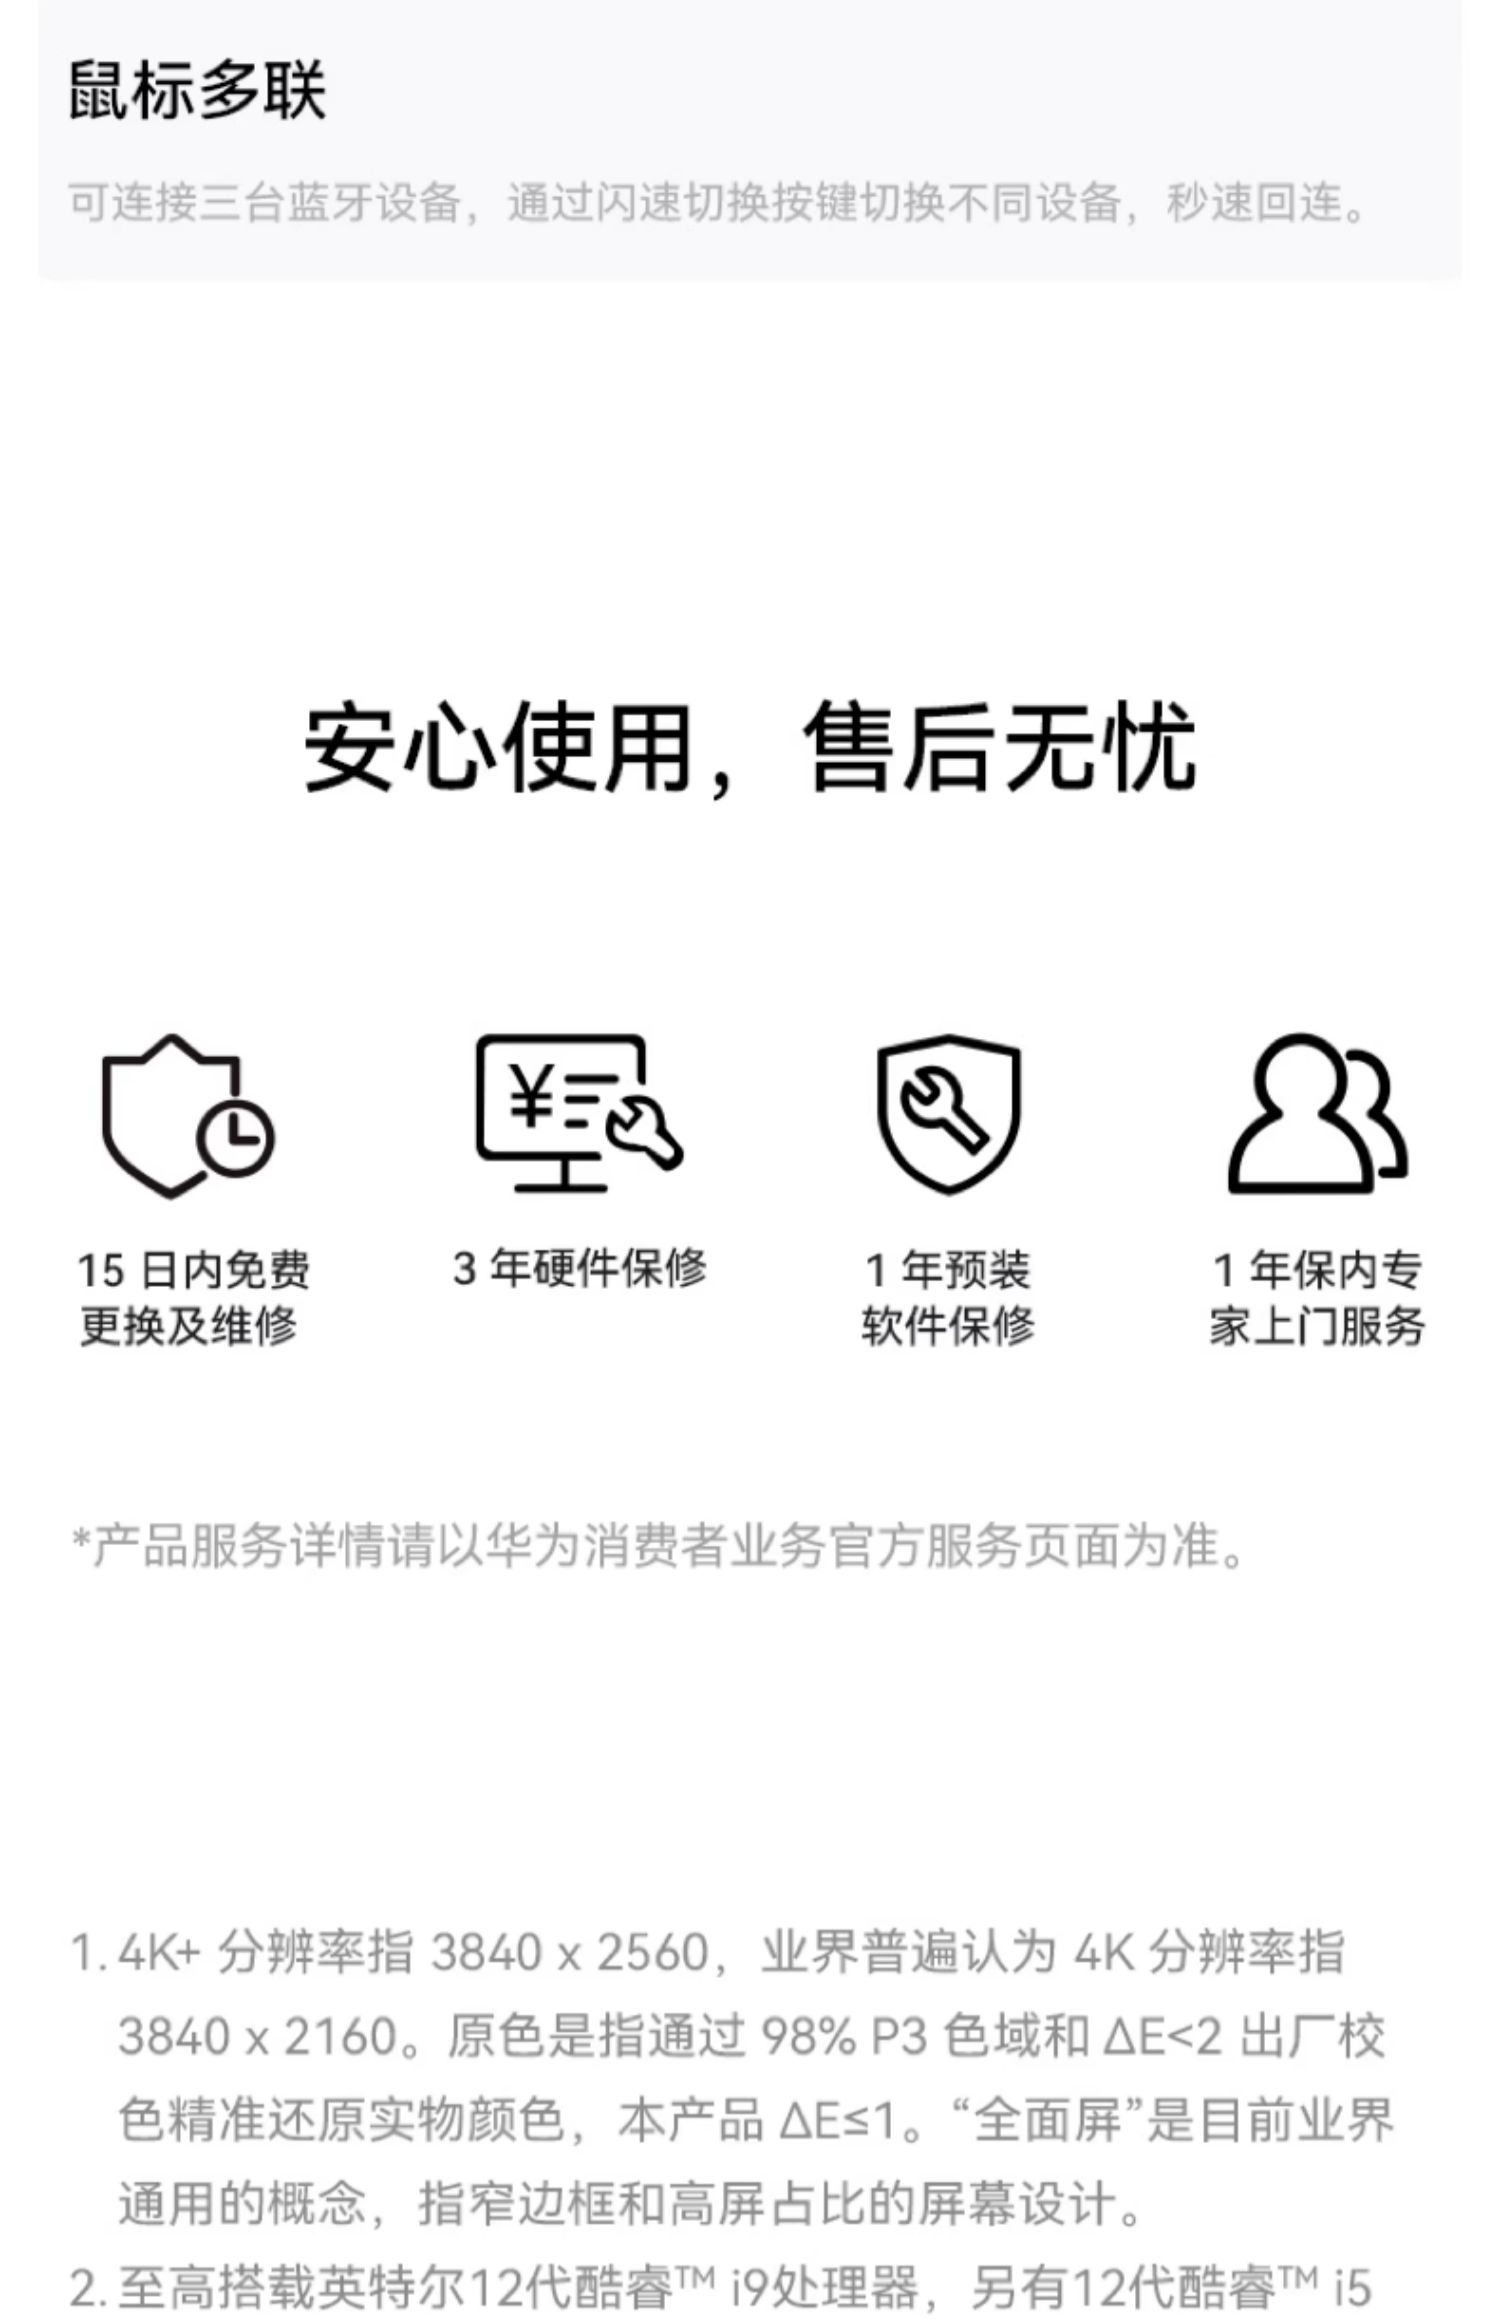 鼠标多联
可连接三台蓝牙设备，通过闪速切换按键切换不同设备，秒速回连。
安心使用，售后无忧
15 日内免费
更换及维修
3 年硬件保修
1 年预装
软件保修
1 年保内专
家上门服务
*产品服务详情请以华为消费者业务官方服务页面为准。
1. 4K+ 分辨率指 3840 x 2560，业界普遍认为 4K 分辨率指
3840 x 2160。原色是指通过 98% P3 色域和 ΔE<2 出厂校
色精准还原实物颜色，本产品 ΔE≤1。“全面屏”是目前业界
通用的概念，指窄边框和高屏占比的屏幕设计。
2. 至高搭载英特尔12代酷睿™ i9处理器，另有12代酷睿™ i5